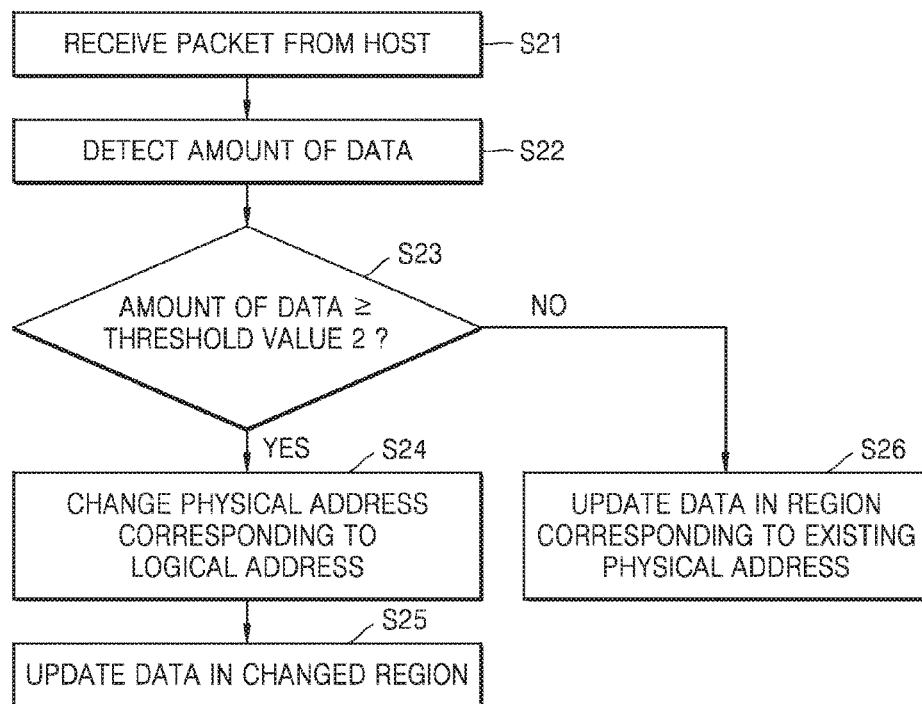 RECEIVE PACKET FROM HOST
S21
DETECT AMOUNT OF DATA
S22
S23
AMOUNT OF DATA ≥
THRESHOLD VALUE 2 ?
NO
YES
S24
CHANGE PHYSICAL ADDRESS
CORRESPONDING TO
LOGICAL ADDRESS
S26
UPDATE DATA IN REGION
CORRESPONDING TO EXISTING
PHYSICAL ADDRESS
S25
UPDATE DATA IN CHANGED REGION